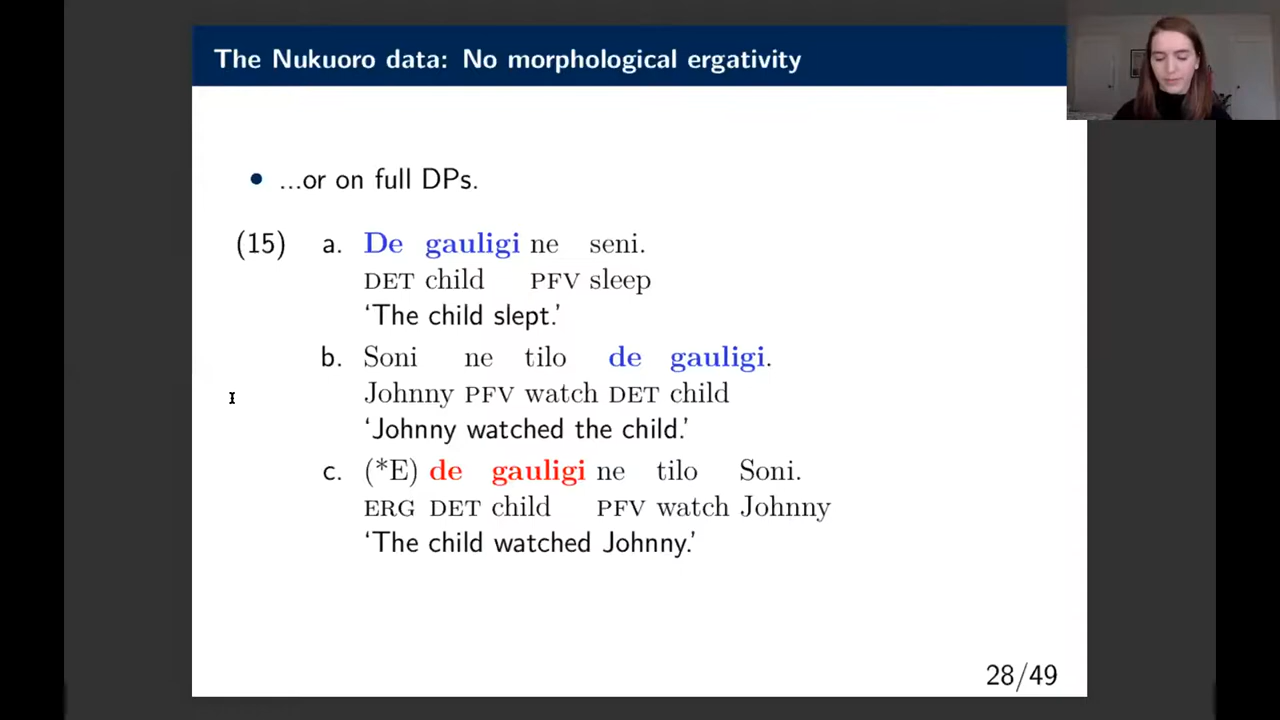 The Nukuoro data: No morphological ergativity
• ...or on full DPs.
(15) a. De gauligi ne seni.
DET child PFV sleep
‘The child slept.’
b. Soni ne tilo de gauligi.
Johnny PFV watch DET child
‘Johnny watched the child.’
c. (*E) de gauligi ne tilo Soni.
ERG DET child PFV watch Johnny
‘The child watched Johnny.’
28/49